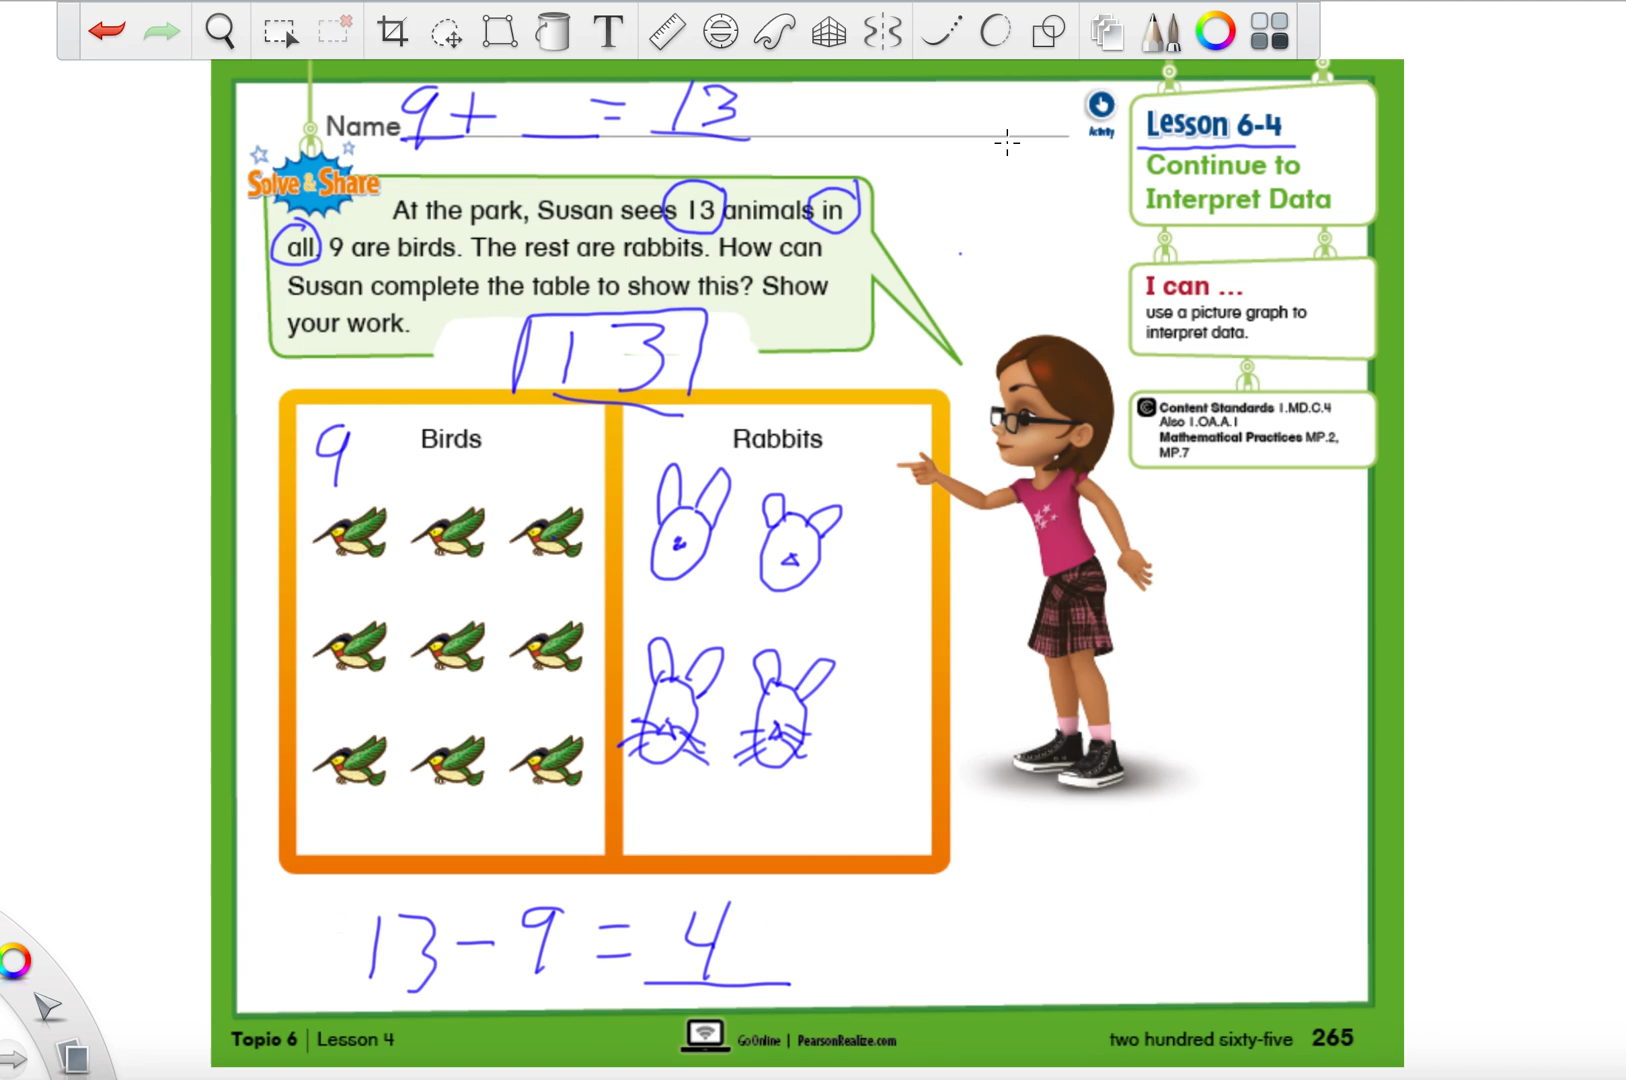 9 + ___ = 13
Name
Activity
Lesson 6-4
Continue to
Interpret Data
Solve & Share
At the park, Susan sees 13 animals in
all. 9 are birds. The rest are rabbits. How can
Susan complete the table to show this? Show
your work.
I can ...
use a picture graph to
interpret data.
13
C Content Standards 1.MD.C.4
Also 1.OA.A.1
Mathematical Practices MP.2,
MP.7
9
Birds
Rabbits
13 - 9 = 4
Topic 6 | Lesson 4
Go Online | PearsonRealize.com
two hundred sixty-five 265